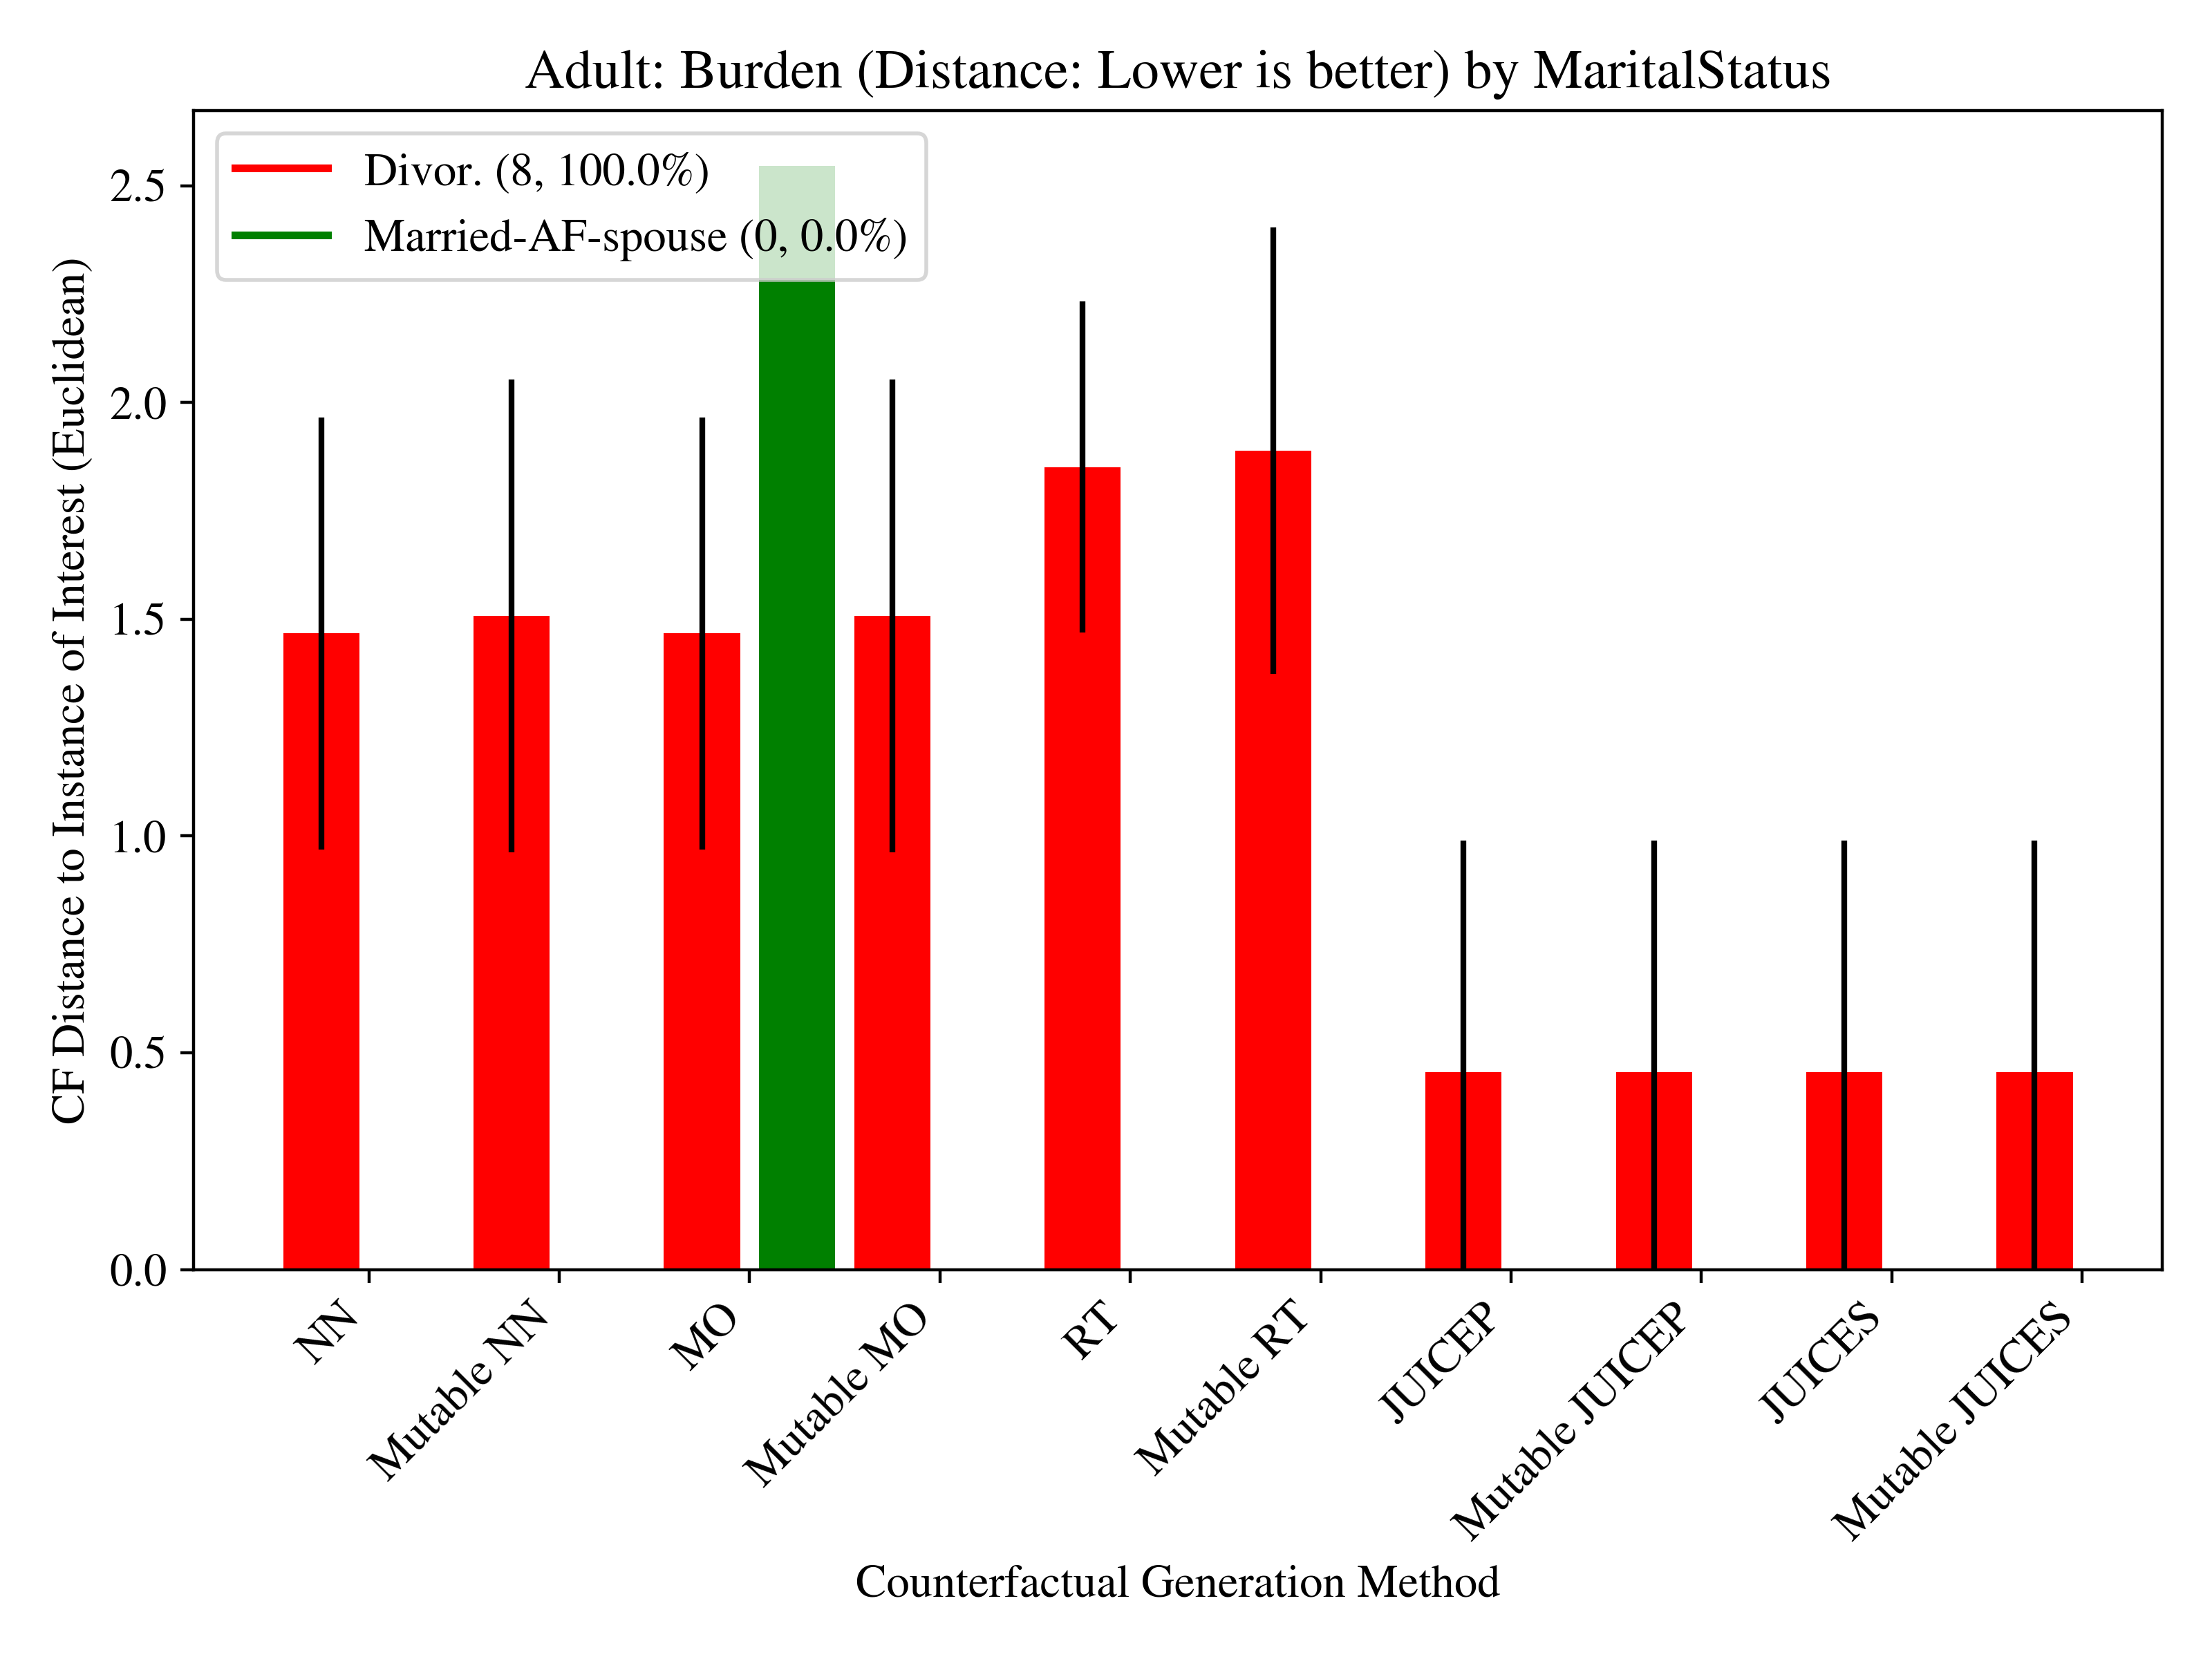 Adult: Burden (Distance: Lower is better) by MaritalStatus
Divor. (8, 100.0%)
Married-AF-spouse (0, 0.0%)
CF Distance to Instance of Interest (Euclidean)
2.5
2.0
1.5
1.0
0.5
0.0
NN
Mutable NN
MO
Mutable MO
RT
Mutable RT
JUICEP
Mutable JUICEP
JUICES
Mutable JUICES
Counterfactual Generation Method